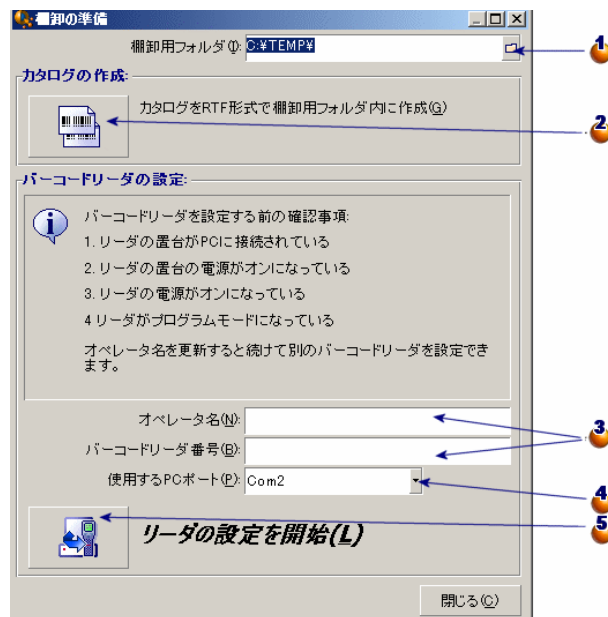 棚卸の準備
棚卸用フォルダ(I): C:¥TEMP¥
1
カタログの作成:
カタログをRTF形式で棚卸用フォルダ内に作成(G)
2
バーコードリーダの設定:
バーコードリーダを設定する前の確認事項:
1. リーダの置台がPCに接続されている
2. リーダの置台の電源がオンになっている
3. リーダの電源がオンになっている
4 リーダがプログラムモードになっている
オペレータ名を更新すると続けて別のバーコードリーダを設定でき
ます。
オペレータ名(N):
3
バーコードリーダ番号(B):
使用するPCポート(P): Com2
4
5
リーダの設定を開始(L)
閉じる(C)